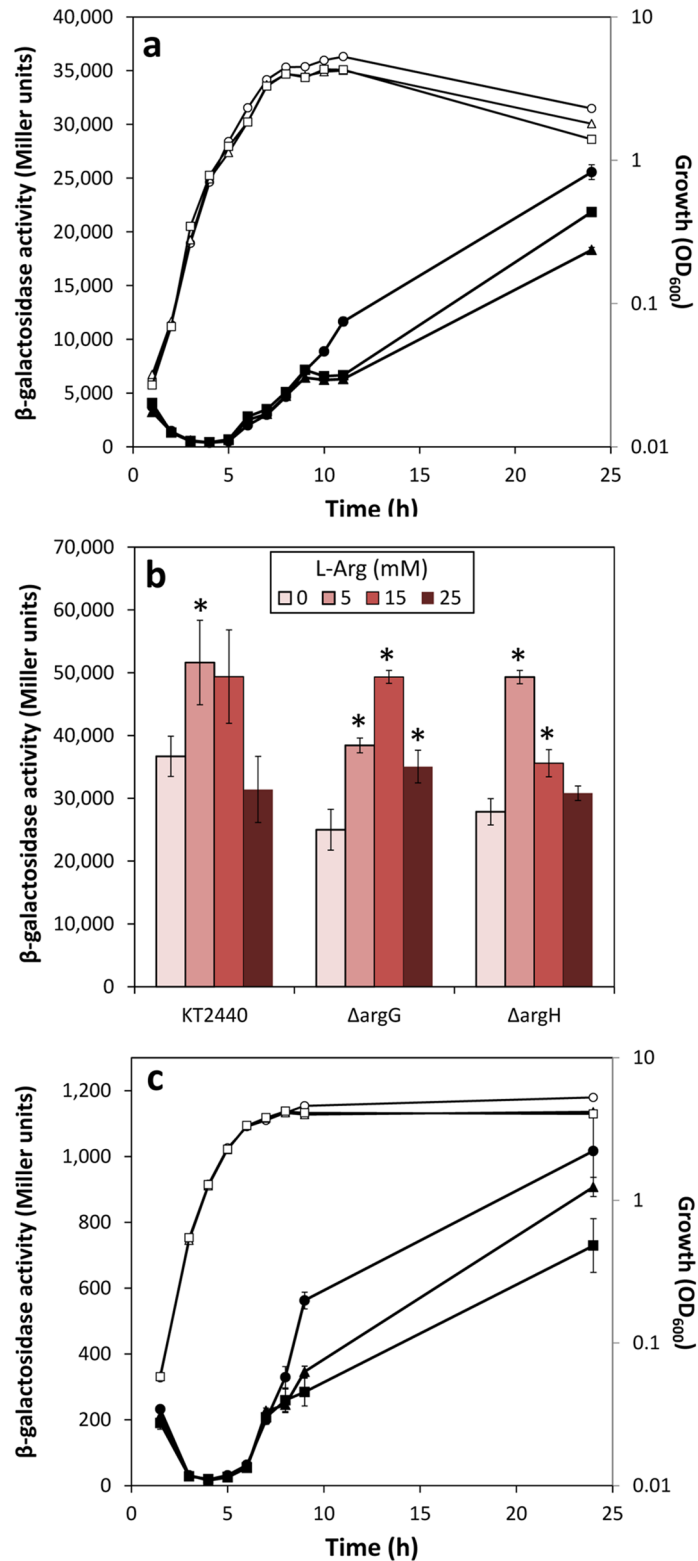 a
40,000
35,000
30,000
25,000
20,000
15,000
10,000
5,000
0
β-galactosidase activity (Miller units)
10
1
0.1
0.01
Growth (OD600)
0 5 10 15 20 25
Time (h)
b
70,000
60,000
50,000
40,000
30,000
20,000
10,000
0
β-galactosidase activity (Miller units)
L-Arg (mM)
0 5 15 25
* * * * * *
KT2440 ΔargG ΔargH
c
1,200
1,000
800
600
400
200
0
β-galactosidase activity (Miller units)
10
1
0.1
0.01
Growth (OD600)
0 5 10 15 20 25
Time (h)